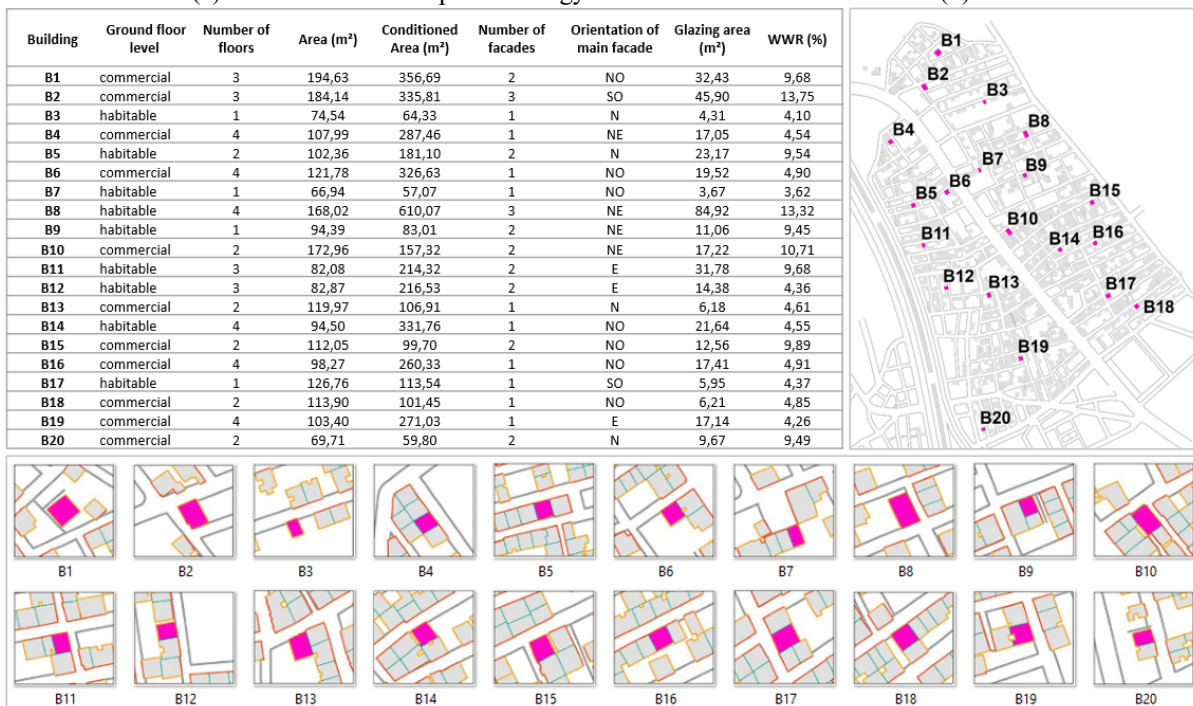 Building Ground floor level Number of floors Area (m²) Conditioned Area (m²) Number of facades Orientation of main facade Glazing area (m²) WWR (%)
B1 commercial 3 194,63 356,69 2 NO 32,43 9,68
B2 commercial 3 184,14 335,81 3 SO 45,90 13,75
B3 habitable 1 74,54 64,33 1 N 4,31 4,10
B4 commercial 4 107,99 287,46 1 NE 17,05 4,54
B5 habitable 2 102,36 181,10 2 N 23,17 9,54
B6 commercial 4 121,78 326,63 1 NO 19,52 4,90
B7 habitable 1 66,94 57,07 1 NO 3,67 3,62
B8 habitable 4 168,02 610,07 3 NE 84,92 13,32
B9 habitable 1 94,39 83,01 2 NE 11,06 9,45
B10 commercial 2 172,96 157,32 2 NE 17,22 10,71
B11 habitable 3 82,08 214,32 2 E 31,78 9,68
B12 habitable 3 82,87 216,53 2 E 14,38 4,36
B13 commercial 2 119,97 106,91 1 N 6,18 4,61
B14 habitable 4 94,50 331,76 1 NO 21,64 4,55
B15 commercial 2 112,05 99,70 2 NO 12,56 9,89
B16 commercial 4 98,27 260,33 1 NO 17,41 4,91
B17 habitable 1 126,76 113,54 1 SO 5,95 4,37
B18 commercial 2 113,90 101,45 1 NO 6,21 4,85
B19 commercial 4 103,40 271,03 1 E 17,14 4,26
B20 commercial 2 69,71 59,80 2 N 9,67 9,49
B1
B2
B3
B4
B8
B7
B9
B6
B5
B15
B10
B11
B14
B16
B12
B13
B17
B18
B19
B20
B1 B2 B3 B4 B5 B6 B7 B8 B9 B10
B11 B12 B13 B14 B15 B16 B17 B18 B19 B20